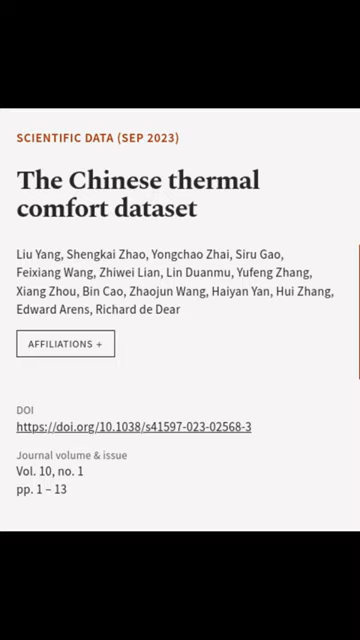 SCIENTIFIC DATA (SEP 2023)
The Chinese thermal
comfort dataset
Liu Yang, Shengkai Zhao, Yongchao Zhai, Siru Gao,
Feixiang Wang, Zhiwei Lian, Lin Duanmu, Yufeng Zhang,
Xiang Zhou, Bin Cao, Zhaojun Wang, Haiyan Yan, Hui Zhang,
Edward Arens, Richard de Dear
AFFILIATIONS +
DOI
https://doi.org/10.1038/s41597-023-02568-3
Journal volume & issue
Vol. 10, no. 1
pp. 1 – 13